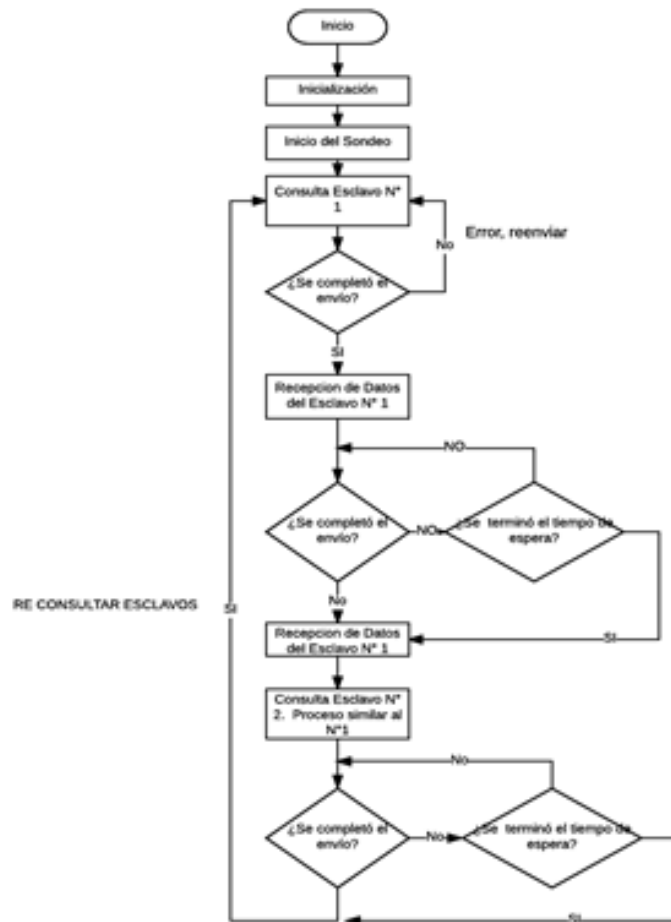 Inicio
Inicialización
Inicio del Sondeo
Consulta Esclavo N°
1
No
Error, reenviar
¿Se completó el
envío?
SI
Recepcion de Datos
del Esclavo N° 1
NO
¿Se completó el
envío?
NO
¿Se terminó el tiempo de
espera?
RE CONSULTAR ESCLAVOS
SI
No
SI
Recepcion de Datos
del Esclavo N° 1
Consulta Esclavo N°
2. Proceso similar al
N°1
No
¿Se completó el
envío?
No
¿Se terminó el tiempo de
espera?
SI